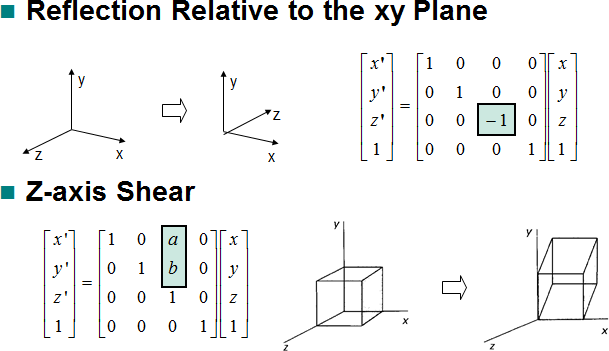 Reflection Relative to the xy Plane
y
z
x
y
z
x
x' 1 0 0 0 x
y' 0 1 0 0 y
z' = 0 0 -1 0 z
1 0 0 0 1 1
Z-axis Shear
x' 1 0 a 0 x
y' 0 1 b 0 y
z' = 0 0 1 0 z
1 0 0 0 1 1
y
x
z
y
x
z